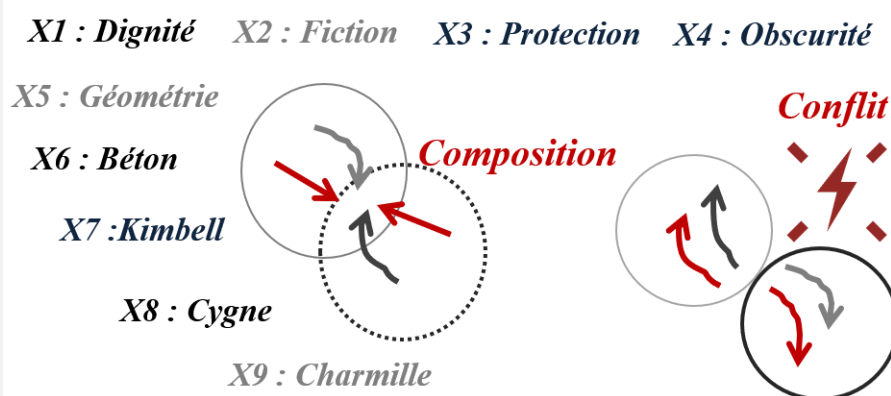 X1 : Dignité X2 : Fiction X3 : Protection X4 : Obscurité
X5 : Géométrie
Conflit
X6 : Béton
Composition
X7 :Kimbell
X8 : Cygne
X9 : Charmille